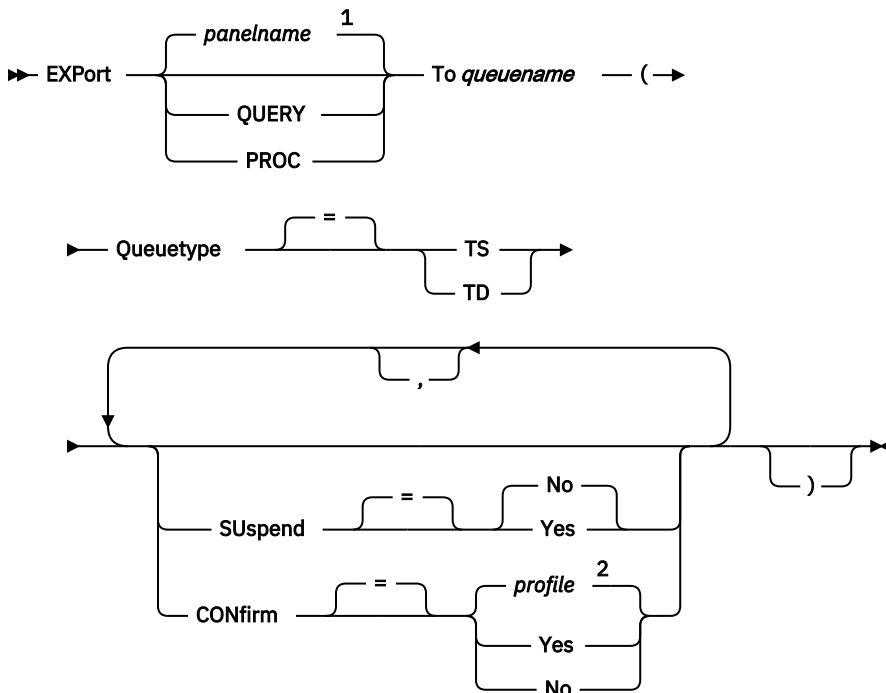 panelname 1
EXPort To queuename (
QUERY
PROC
=
Queuetype TS
TD
,
No
= )
SUspend Yes
profile 2
=
CONfirm
Yes
No